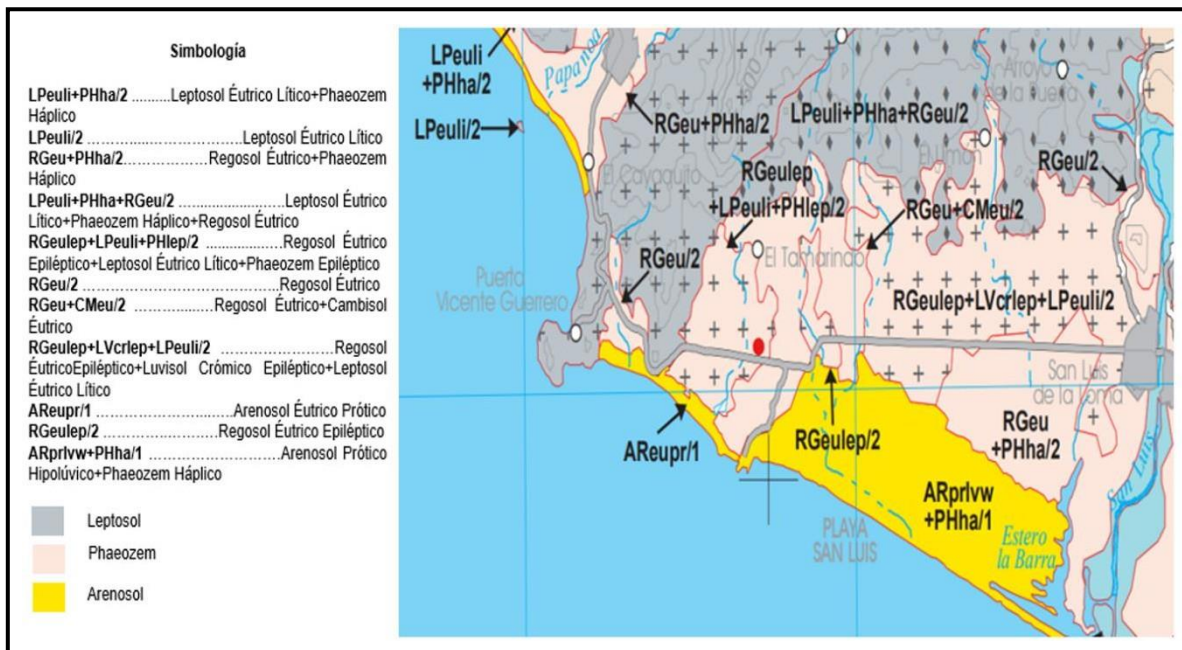 Simbología
LPeuli+PHha/2 ..........Leptosol Éutrico Lítico+Phaeozem
Háplico
LPeuli/2 ...........………………Leptosol Éutrico Lítico
RGeu+PHha/2…………………Regosol Éutrico+Phaeozem
Háplico
LPeuli+PHha+RGeu/2 ..........................Leptosol Éutrico
Lítico+Phaeozem Háplico+Regosol Éutrico
RGeulep+LPeuli+PHlep/2 ...................…Regosol Éutrico
Epiléptico+Leptosol Éutrico Lítico+Phaeozem Epiléptico
RGeu/2 ………………………………………Regosol Éutrico
RGeu+CMeu/2 …………......….Regosol Éutrico+Cambisol
Éutrico
RGeulep+LVcrlep+LPeuli/2 …………………………Regosol
ÉutricoEpiléptico+Luvisol Crómico Epiléptico+Leptosol
Éutrico Lítico
AReupr/1 ……………………………Arenosol Éutrico Prótico
RGeulep/2 …………………………Regosol Éutrico Epiléptico
ARprlvw+PHha/1 …………………………Arenosol Prótico
Hipolúvico+Phaeozem Háplico
Leptosol
Phaeozem
Arenosol
LPeuli
+PHha/2
Papanoa
LPeuli/2
RGeu+PHha/2
LPeuli+PHha+RGeu/2
Arroyo
de la Puerta
El Cayaquito
El Limón
RGeu/2
RGeulep
+LPeuli+PHlep/2
RGeu+CMeu/2
RGeu/2
El Tamarindo
Puerto
Vicente Guerrero
RGeulep+LVcrlep+LPeuli/2
San Luis
de la Loma
AReupr/1
RGeulep/2
RGeu
+PHha/2
San Luis
ARprlvw
+PHha/1
PLAYA
SAN LUIS
Estero
la Barra